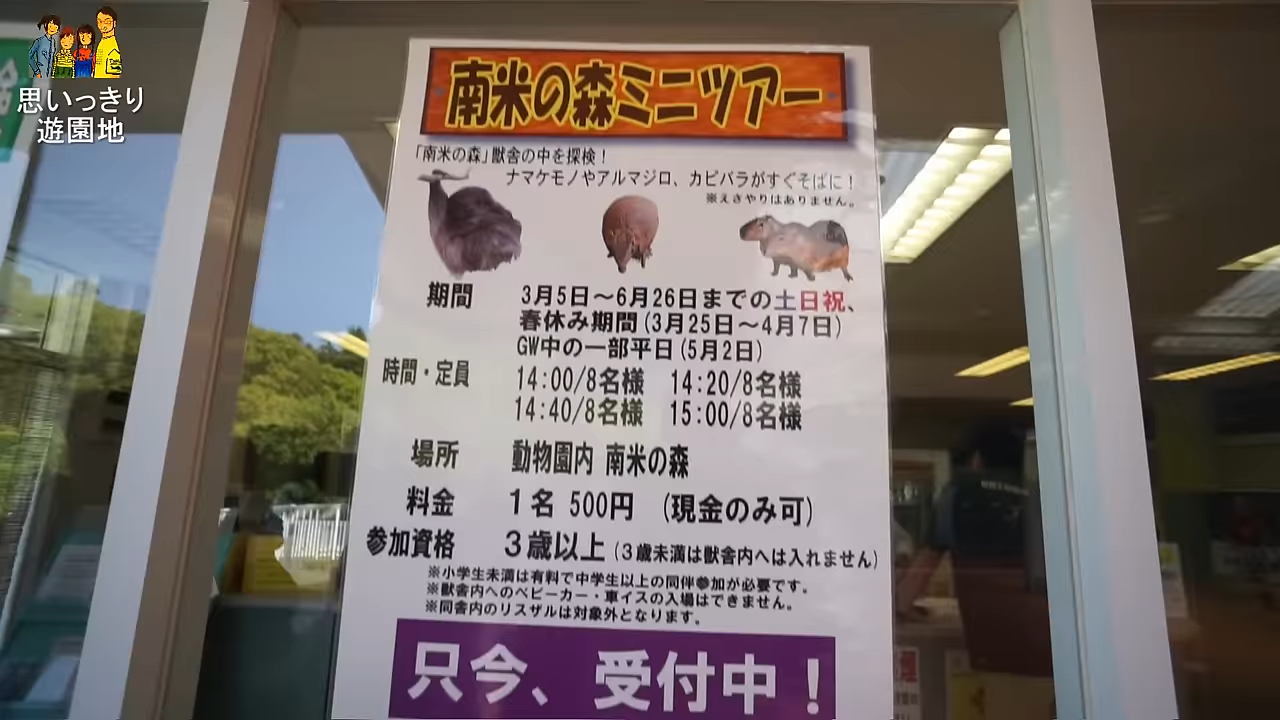 思いっきり
遊園地
南米の森ミニツアー
「南米の森」獣舎の中を探検！
ナマケモノやアルマジロ、カピバラがすぐそばに！
※えさやりはありません。
期間 3月5日～6月26日までの土日祝、
春休み期間(3月25日～4月7日)
GW中の一部平日(5月2日)
時間・定員 14:00/8名様 14:20/8名様
14:40/8名様 15:00/8名様
場所 動物園内 南米の森
料金 1名 500円 (現金のみ可)
参加資格 3歳以上(3歳未満は獣舎内へは入れません)
※小学生未満は有料で中学生以上の同伴参加が必要です。
※獣舎内へのベビーカー・車イスの入場はできません。
※同舎内のリスザルは対象外となります。
只今、受付中！